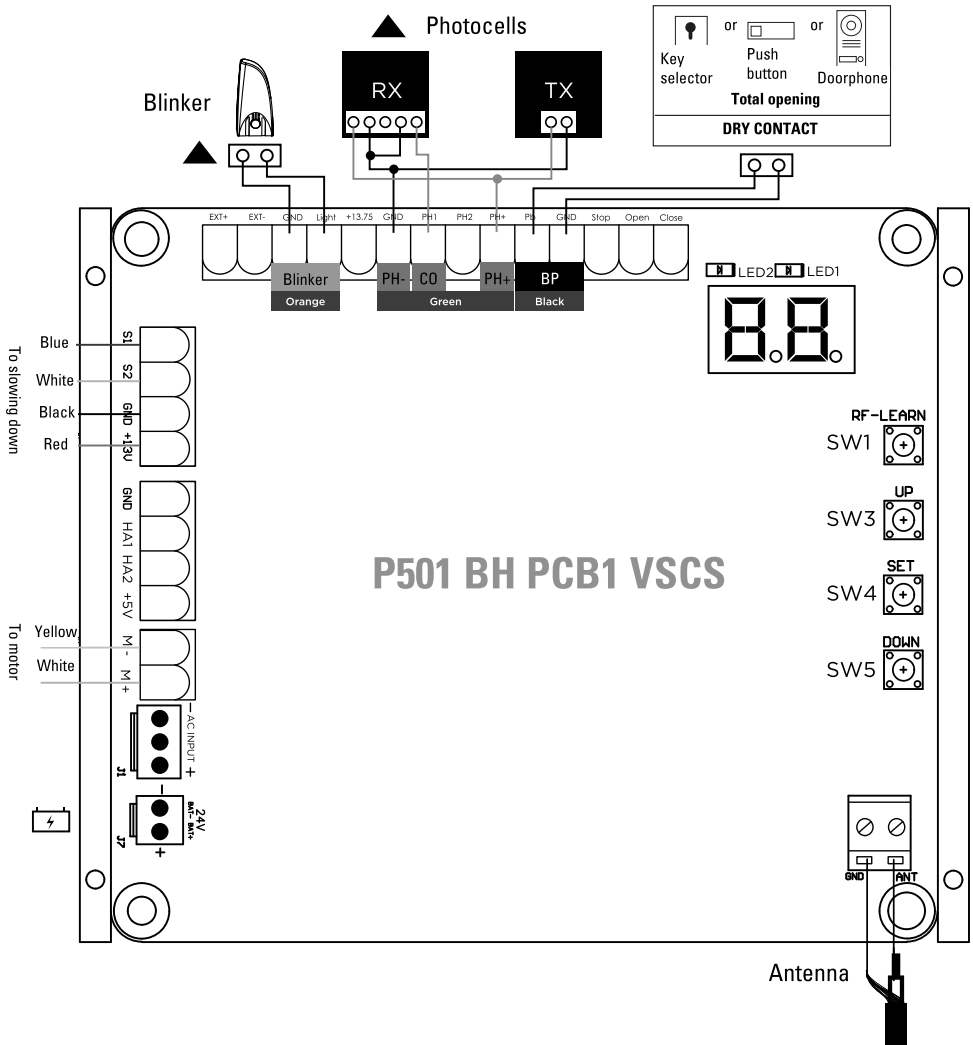 Photocells
Blinker
RX
TX
or
or
Key
selector
Push
button
Doorphone
Total opening
DRY CONTACT
EXT+ EXT- GND Light +13.75 GND PH1 PH2 PH+ Pb GND Stop Open Close
Blinker PH- CO PH+ BP
Orange Green Black
LED2 LED1
8.8.
To slowing down
Blue S1
White S2
Black GND
Red +13V
GND HA1 HA2 +5V
To motor
Yellow M -
White M +
P501 BH PCB1 VSCS
RF-LEARN
SW1
UP
SW3
SET
SW4
DOWN
SW5
- AC INPUT +
J1
-
24V
BAT- BAT+
J7
+
GND ANT
Antenna